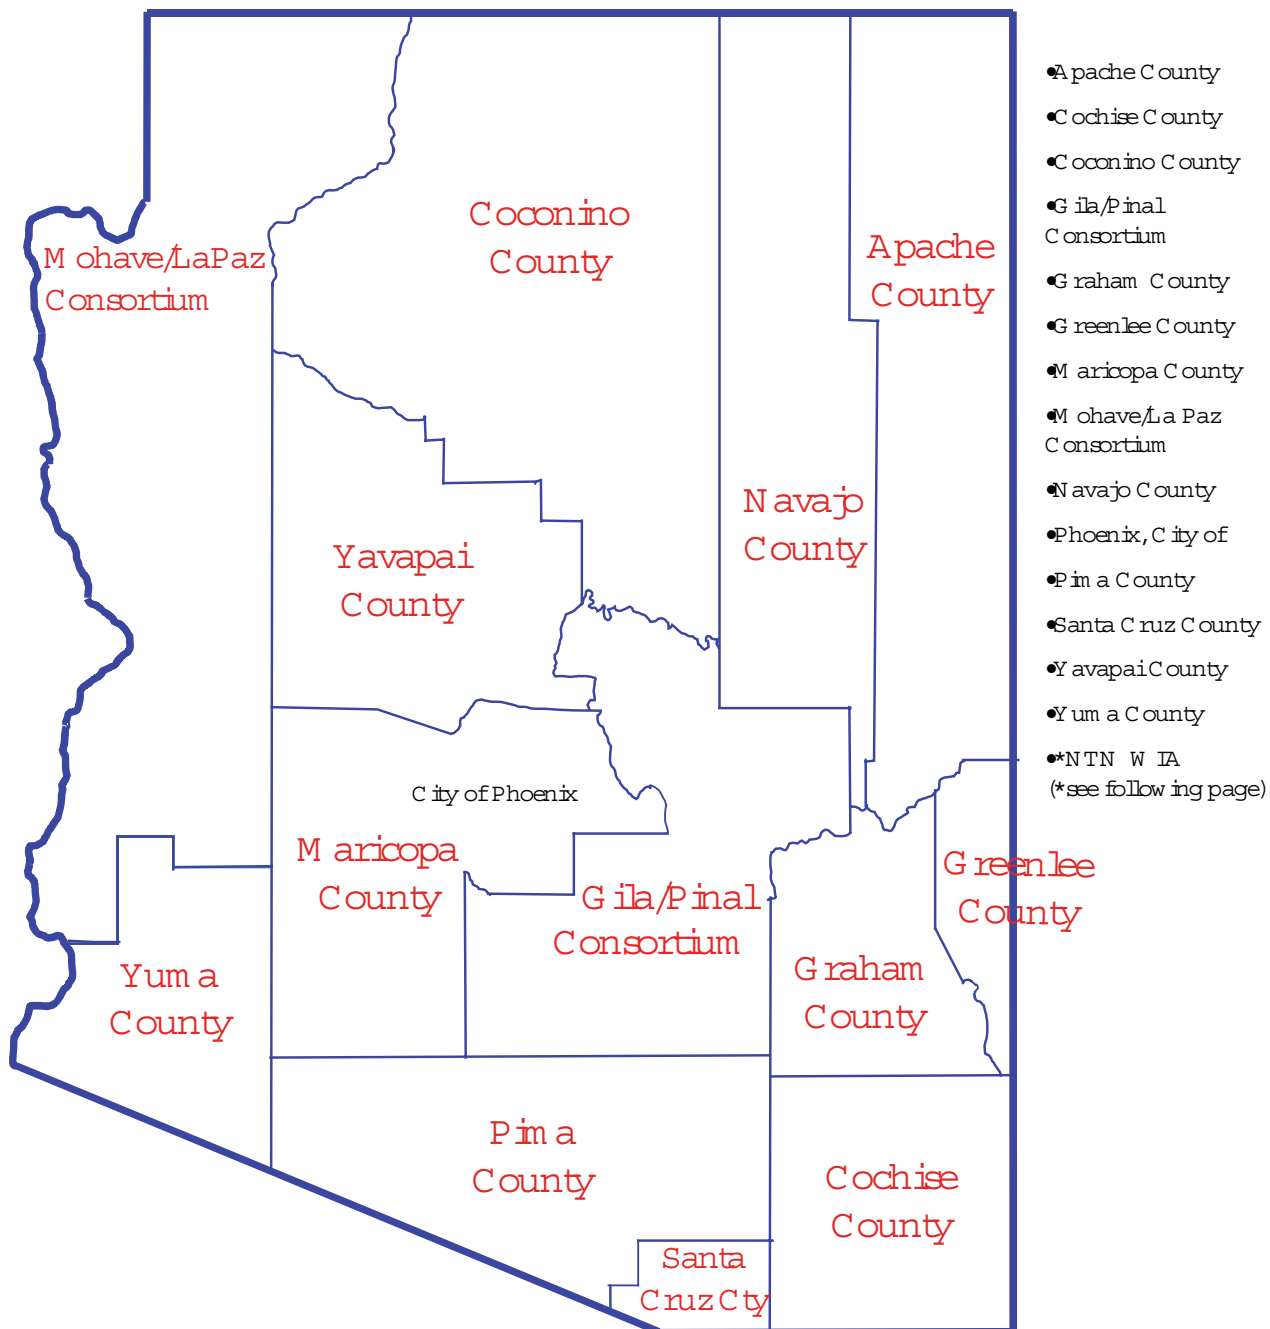 Coconino
County
Mohave/LaPaz
Consortium
Apache
County
Navajo
County
Yavapai
County
City of Phoenix
Maricopa
County
Gila/Pinal
Consortium
Greenlee
County
Graham
County
Yuma
County
Pima
County
Cochise
County
Santa
Cruz Cty
•Apache County
•Cochise County
•Coconino County
•Gila/Pinal
Consortium
•Graham County
•Greenlee County
•Maricopa County
•Mohave/La Paz
Consortium
•Navajo County
•Phoenix, City of
•Pima County
•Santa Cruz County
•Yavapai County
•Yuma County
•*NTN WIA
(*see following page)